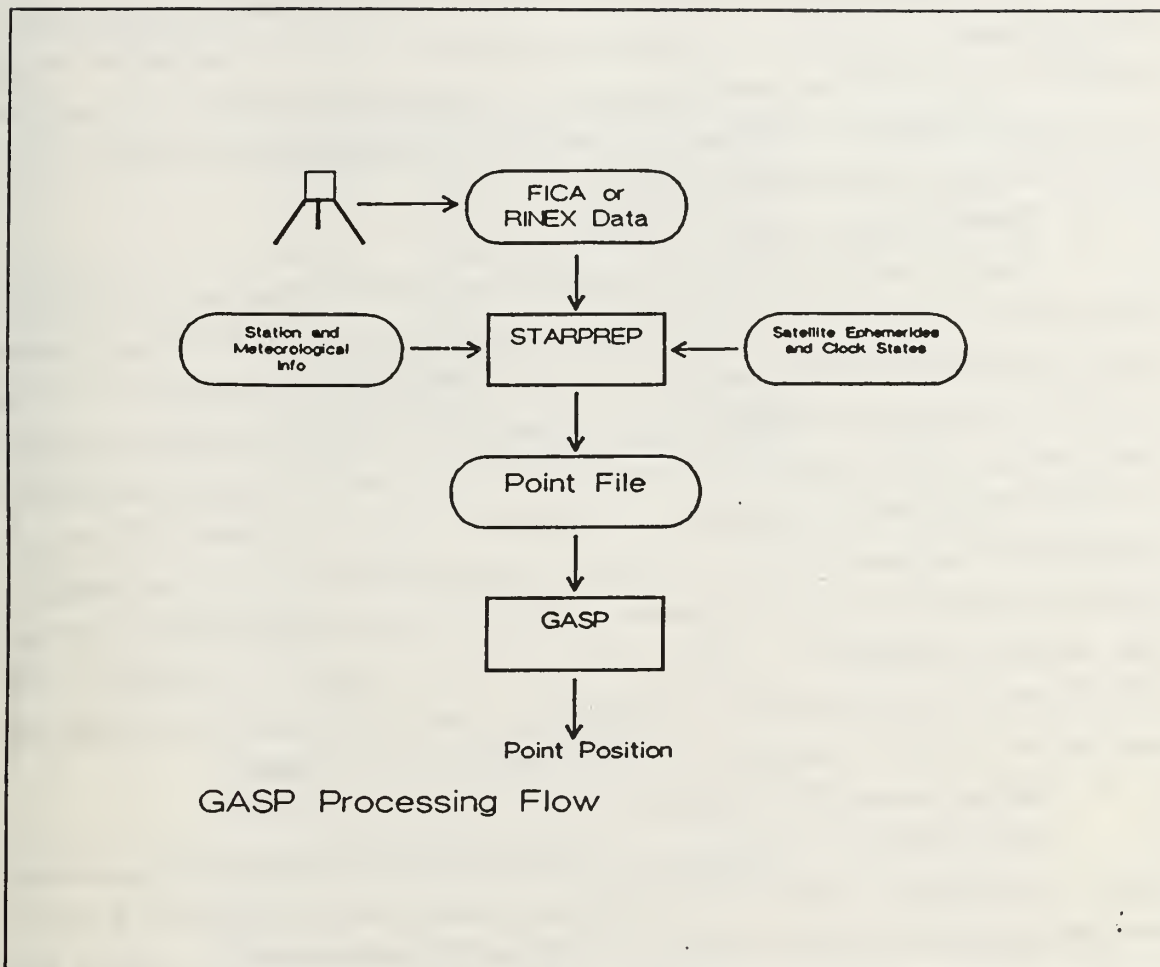 FICA or
RINEX Data
Station and
Meteorological
Info
STARPREP
Satellite Ephemerides
and Clock States
Point File
GASP
Point Position
GASP Processing Flow